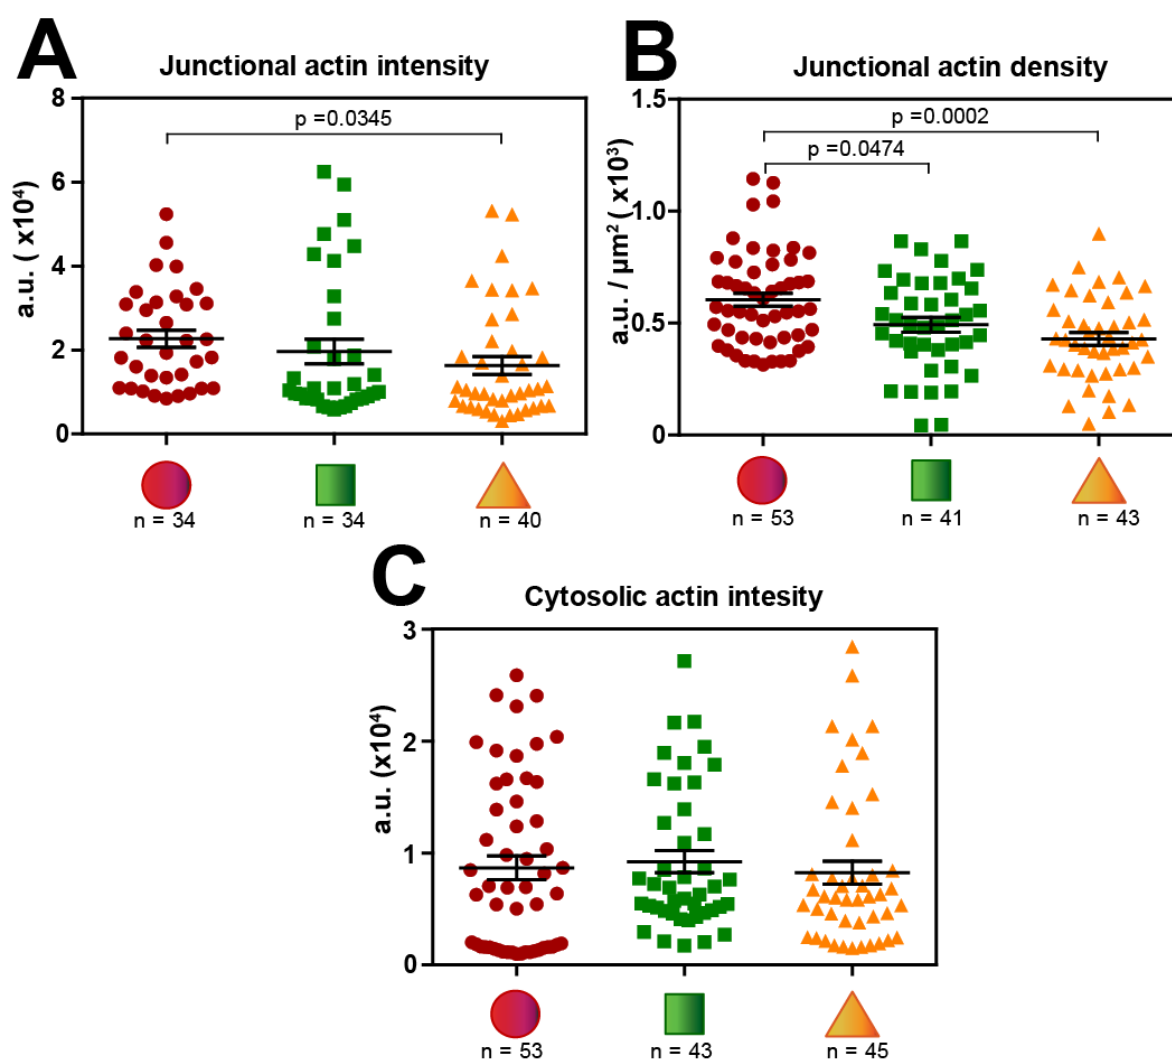 A
Junctional actin intensity
a.u. ( x10⁴)
8
6
4
2
0
p =0.0345
n = 34
n = 34
n = 40
B
Junctional actin density
a.u. / µm² ( x10³)
1.5
1.0
0.5
0
p =0.0002
p =0.0474
n = 53
n = 41
n = 43
C
Cytosolic actin intesity
a.u. (x10⁴)
3
2
1
0
n = 53
n = 43
n = 45